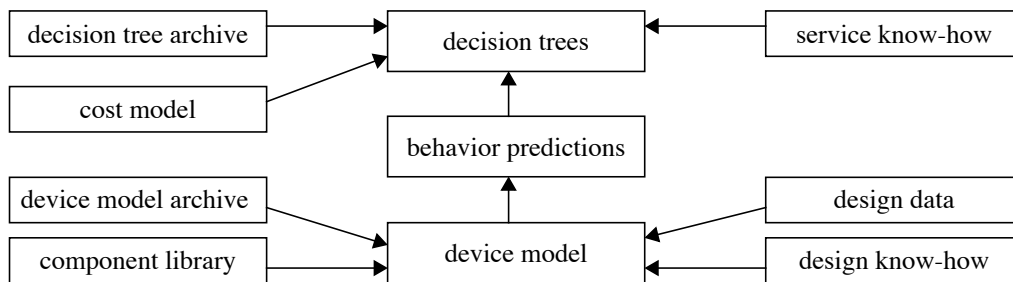 decision tree archive
decision trees
service know-how
cost model
behavior predictions
device model archive
design data
device model
component library
design know-how